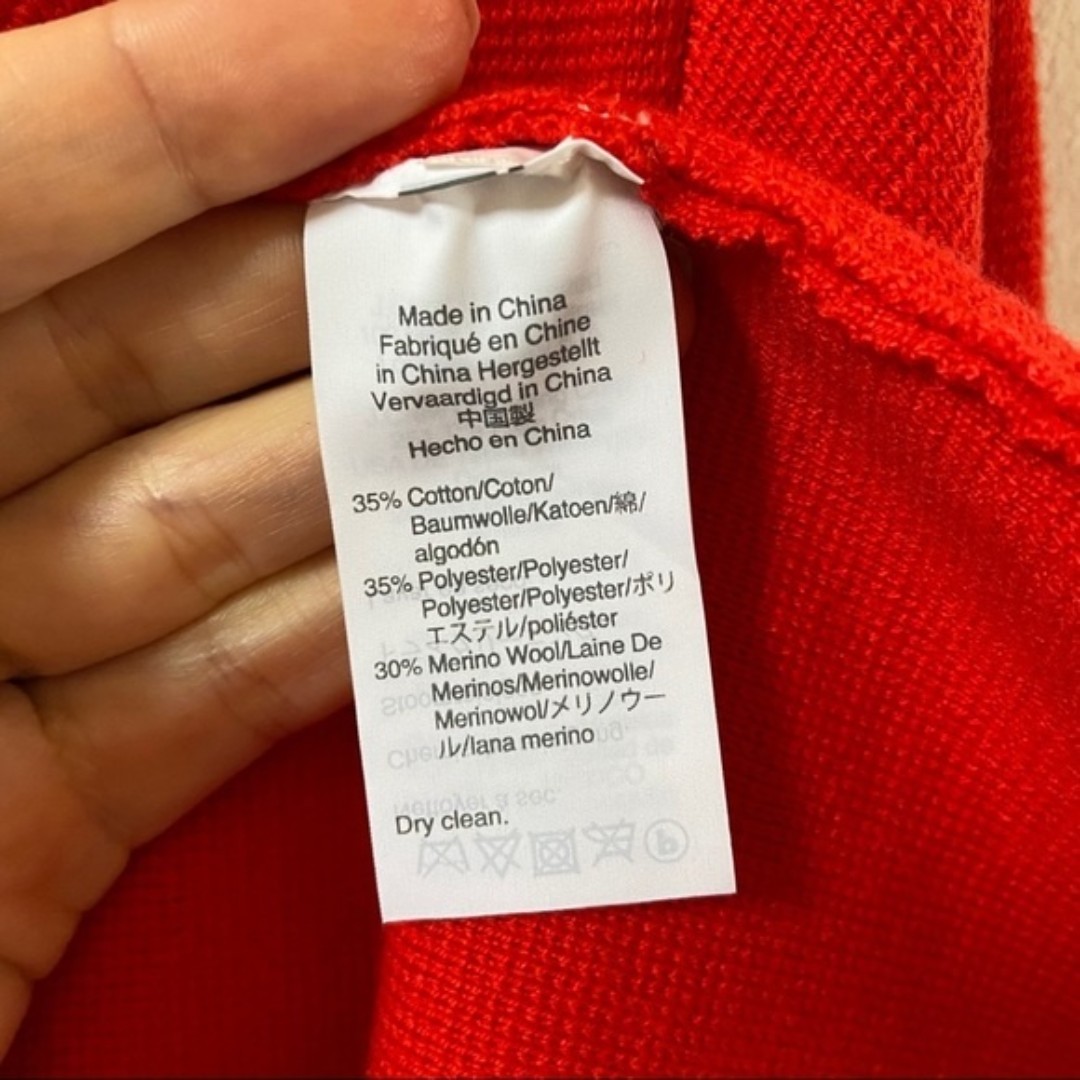 Made in China
Fabriqué en Chine
in China Hergestellt
Vervaardigd in China
中国製
Hecho en China
35% Cotton/Coton/
Baumwolle/Katoen/綿/
algodón
35% Polyester/Polyester/
Polyester/Polyester/ポリ
エステル/poliéster
30% Merino Wool/Laine De
Merinos/Merinowolle/
Merinowol/メリノウー
ル/lana merino
Dry clean.
Nettoyer à sec.